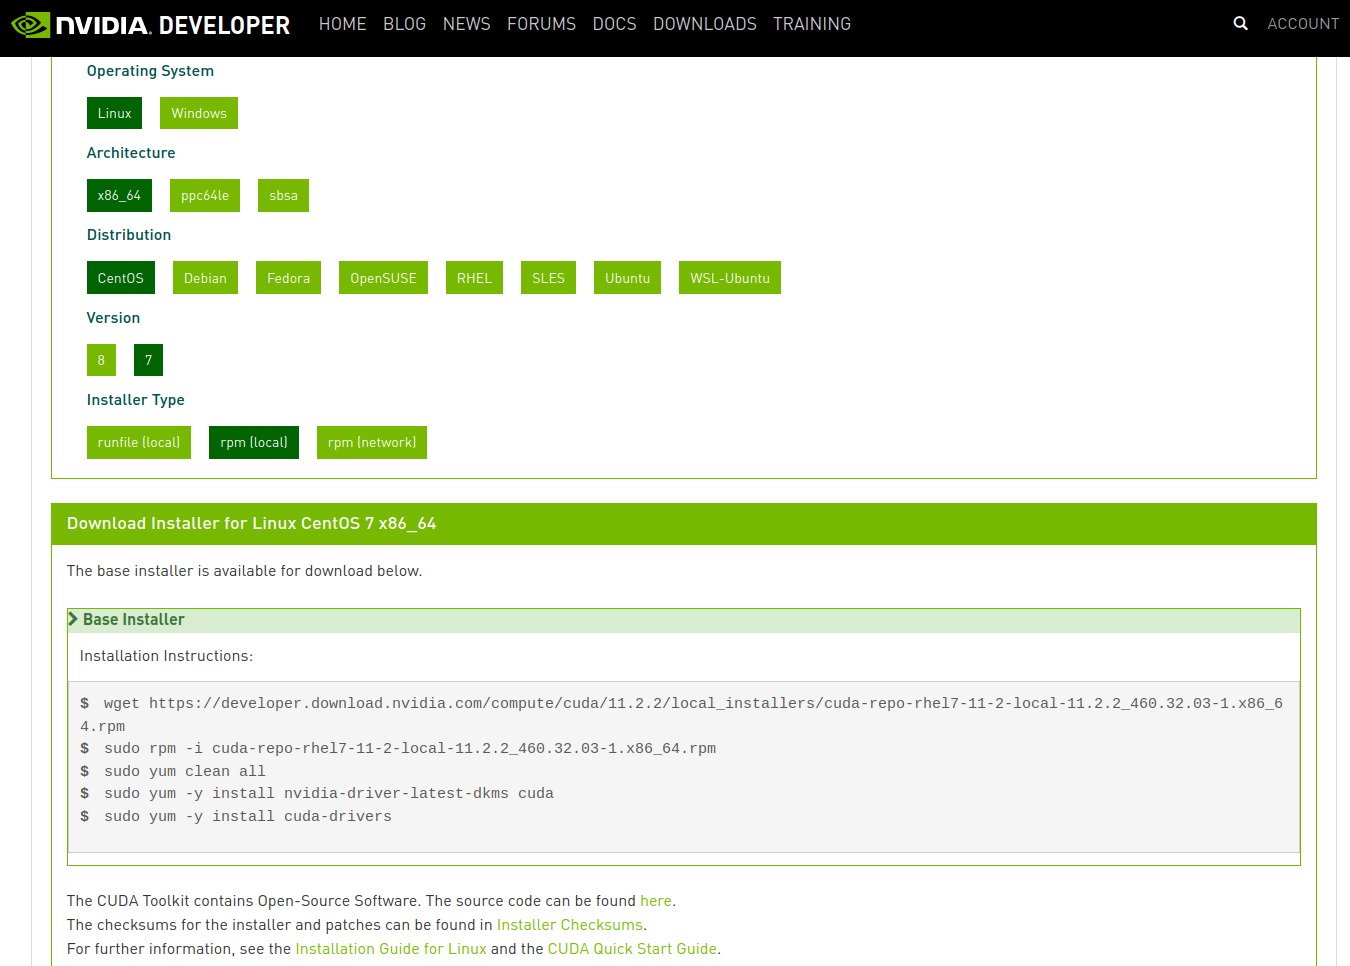 NVIDIA. DEVELOPER HOME BLOG NEWS FORUMS DOCS DOWNLOADS TRAINING ACCOUNT
Operating System
Linux Windows
Architecture
x86_64 ppc64le sbsa
Distribution
CentOS Debian Fedora OpenSUSE RHEL SLES Ubuntu WSL-Ubuntu
Version
8 7
Installer Type
runfile (local) rpm (local) rpm (network)
Download Installer for Linux CentOS 7 x86_64
The base installer is available for download below.
Base Installer
Installation Instructions:
$ wget https://developer.download.nvidia.com/compute/cuda/11.2.2/local_installers/cuda-repo-rhel7-11-2-local-11.2.2_460.32.03-1.x86_6
4.rpm
$ sudo rpm -i cuda-repo-rhel7-11-2-local-11.2.2_460.32.03-1.x86_64.rpm
$ sudo yum clean all
$ sudo yum -y install nvidia-driver-latest-dkms cuda
$ sudo yum -y install cuda-drivers
The CUDA Toolkit contains Open-Source Software. The source code can be found here.
The checksums for the installer and patches can be found in Installer Checksums.
For further information, see the Installation Guide for Linux and the CUDA Quick Start Guide.